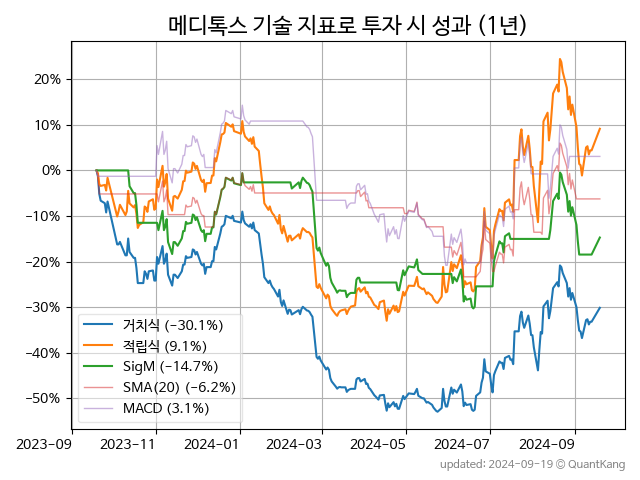 메디톡스 기술 지표로 투자 시 성과 (1년)
20%
10%
0%
−10%
−20%
−30%
−40%
−50%
거치식 (−30.1%)
적립식 (9.1%)
SigM (−14.7%)
SMA(20) (−6.2%)
MACD (3.1%)
2023-09 2023-11 2024-01 2024-03 2024-05 2024-07 2024-09
updated: 2024-09-19 © QuantKang